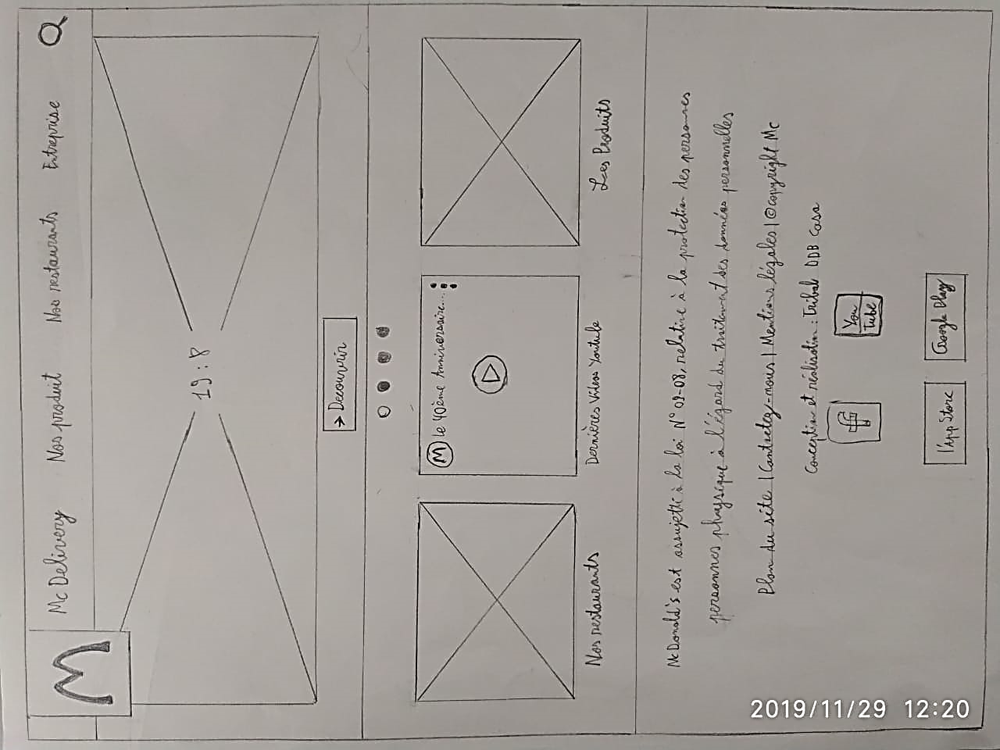 M
Mc Delivery Nos produit Nos restaurants Entreprise
19:8
→ Decouvrir
M le 40ème Anniversaire...
Nos restaurants
Dernières Videos Youtube
Les Produits
McDonald's est assujetti à la loi N° 09-08, relative à la protection des personnes
personnes physique à l'égard du traitement des données personnelles
Plan du site | Contactez-nous | Mentions légales | ©copyright Mc
Conception et réalisation : Tribal DDB Casa
f
You
Tube
l'App Store
Google Play
2019/11/29 12:20